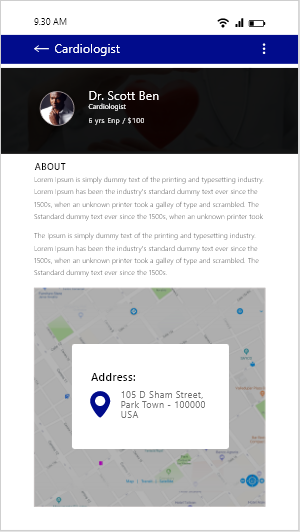 9.30 AM
Cardiologist
Dr. Scott Ben
Cardiologist
6 yrs Enp / $100
ABOUT
Lorem Ipsum is simply dummy text of the printing and typesetting industry.
Lorem Ipsum has been the industry's standard dummy text ever since the
1500s, when an unknown printer took a galley of type and scrambled. The
Sstandard dummy text ever since the 1500s, when an unknown printer took
The Ipsum is simply dummy text of the printing and typesetting industry.
Lorem Ipsum has been the industry's standard dummy text ever since the
1500s, when an unknown printer took a galley of type and scrambled. The
Sstandard dummy text ever since the 1500s.
Address:
105 D Sham Street,
Park Town - 100000
USA